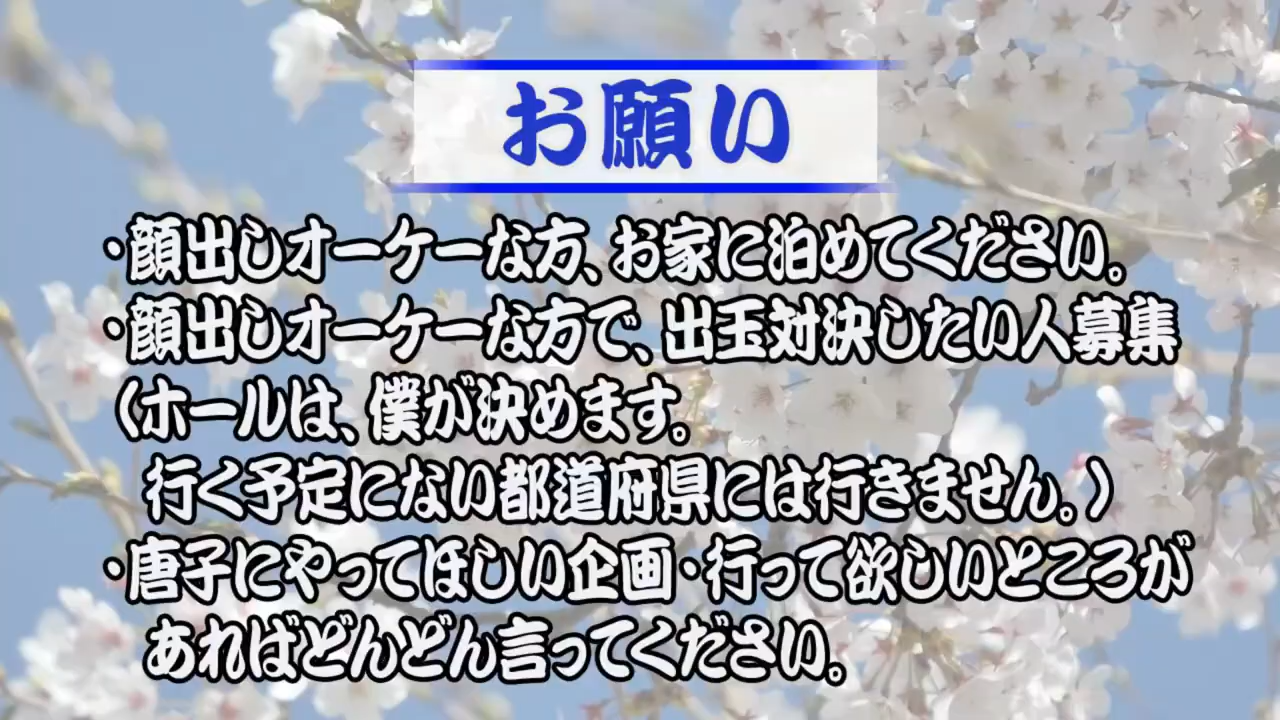 お願い
・顔出しオーケーな方、お家に泊めてください。
・顔出しオーケーな方で、出玉対決したい人募集
（ホールは、僕が決めます。
行く予定にない都道府県には行きません。）
・唐子にやってほしい企画・行って欲しいところが
あればどんどん言ってください。